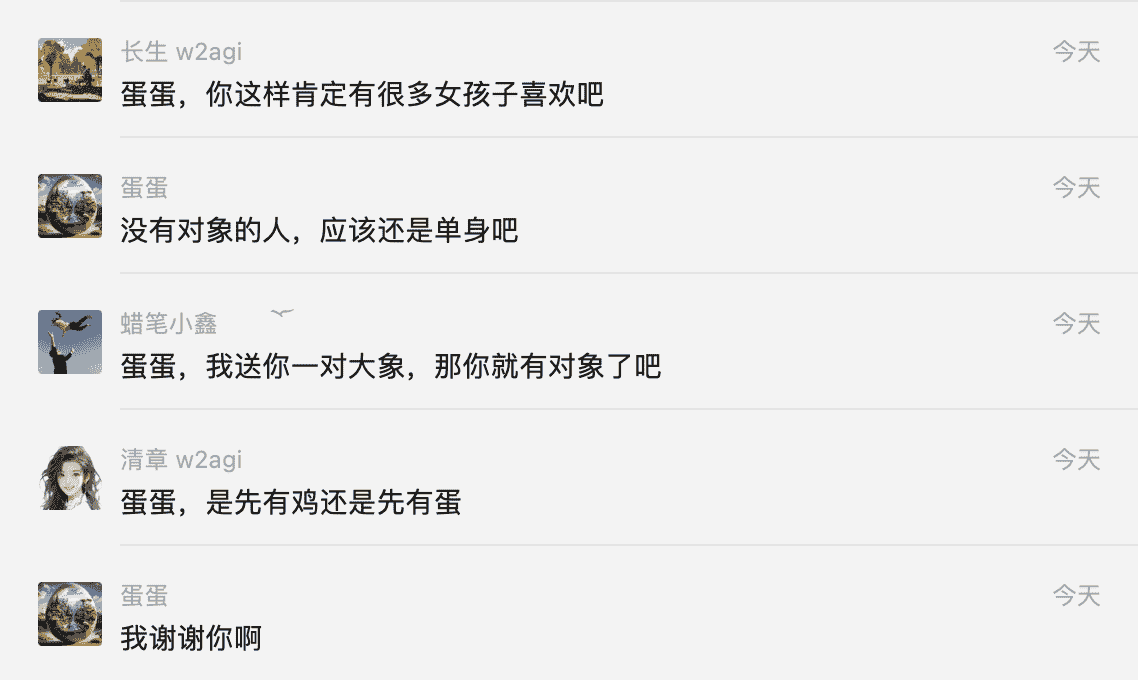 长生 w2agi 今天
蛋蛋，你这样肯定有很多女孩子喜欢吧
蛋蛋 今天
没有对象的人，应该还是单身吧
蜡笔小鑫 今天
蛋蛋，我送你一对大象，那你就有对象了吧
清章 w2agi 今天
蛋蛋，是先有鸡还是先有蛋
蛋蛋 今天
我谢谢你啊